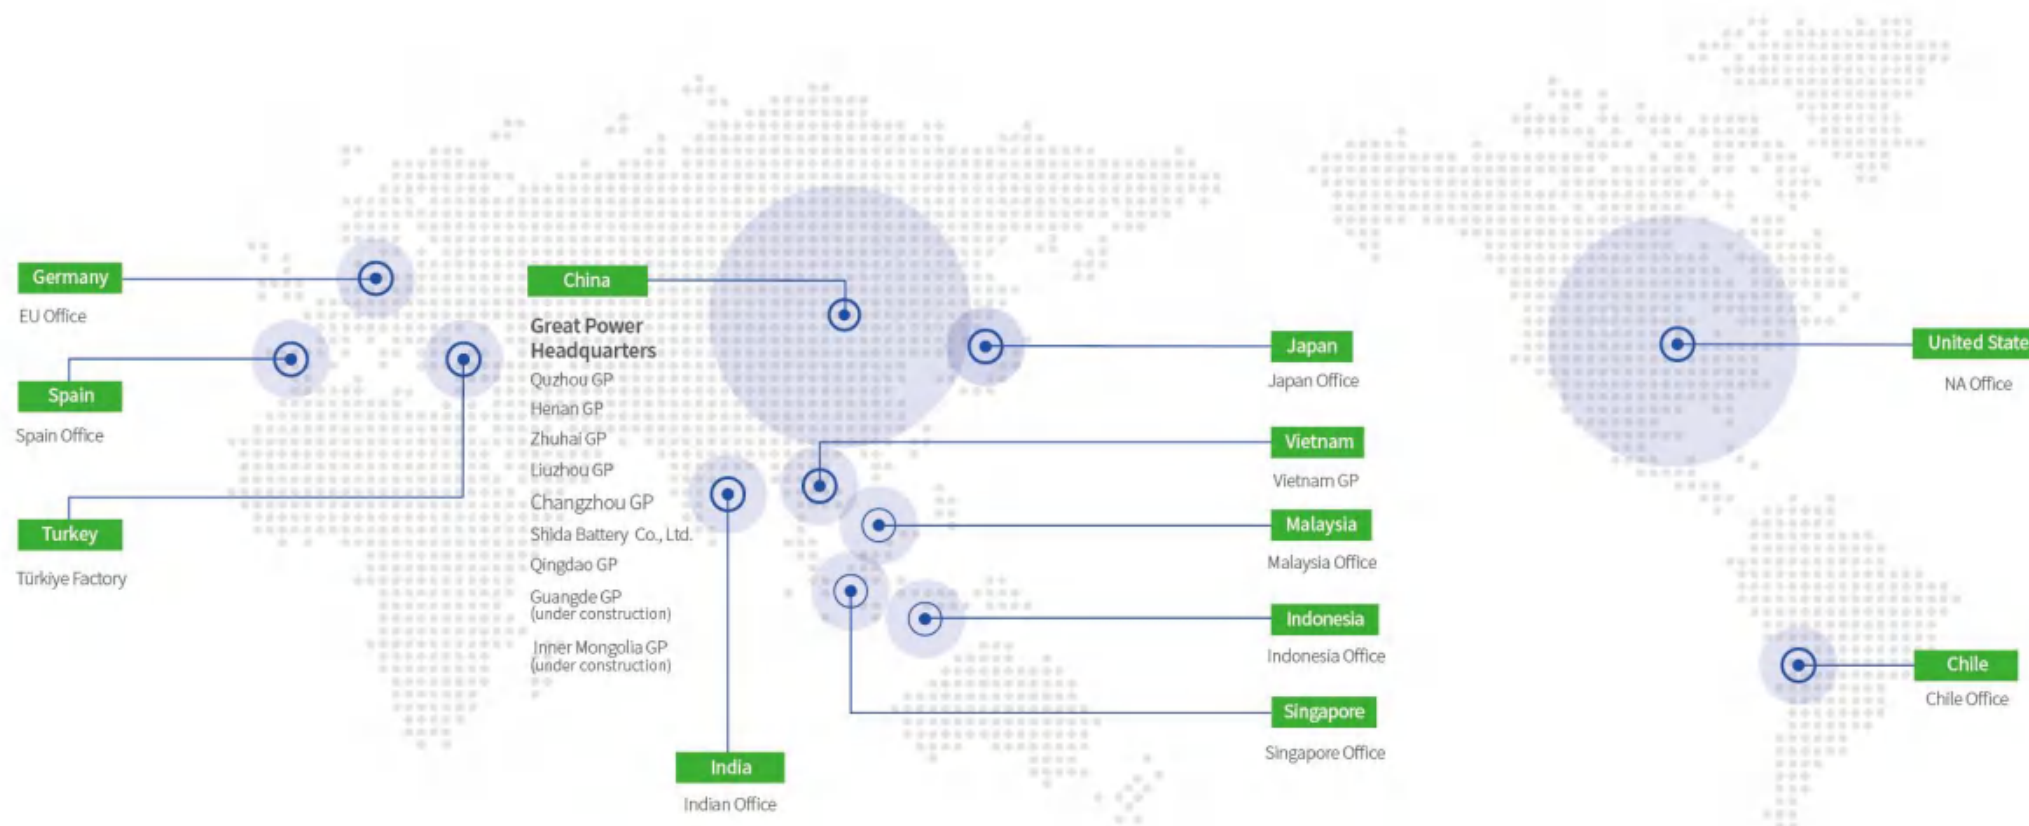 Germany
EU Office
Spain
Spain Office
Turkey
Türkiye Factory
China
Great Power
Headquarters
Quzhou GP
Henan GP
Zhuhai GP
Liuzhou GP
Changzhou GP
Shida Battery Co., Ltd.
Qingdao GP
Guangde GP
(under construction)
Inner Mongolia GP
(under construction)
India
Indian Office
Japan
Japan Office
Vietnam
Vietnam GP
Malaysia
Malaysia Office
Indonesia
Indonesia Office
Singapore
Singapore Office
United State
NA Office
Chile
Chile Office